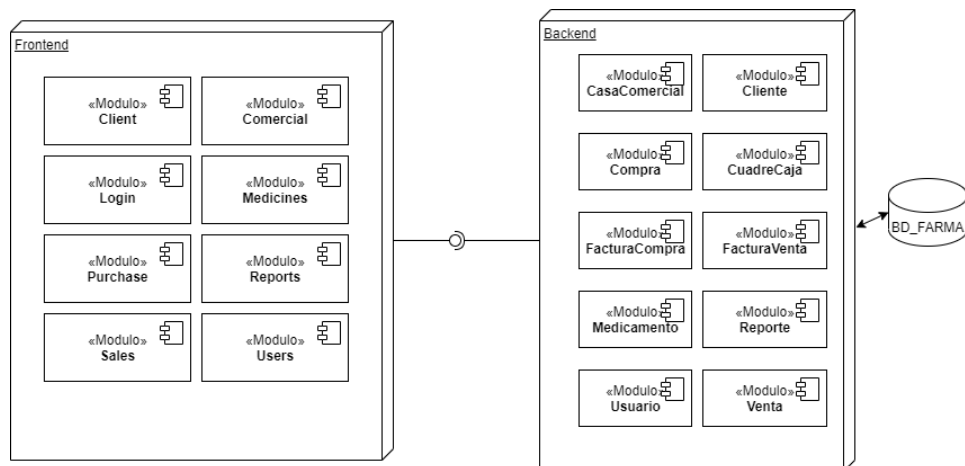 Frontend
«Modulo»
Client
«Modulo»
Comercial
«Modulo»
Login
«Modulo»
Medicines
«Modulo»
Purchase
«Modulo»
Reports
«Modulo»
Sales
«Modulo»
Users
Backend
«Modulo»
CasaComercial
«Modulo»
Cliente
«Modulo»
Compra
«Modulo»
CuadreCaja
«Modulo»
FacturaCompra
«Modulo»
FacturaVenta
«Modulo»
Medicamento
«Modulo»
Reporte
«Modulo»
Usuario
«Modulo»
Venta
BD_FARMA